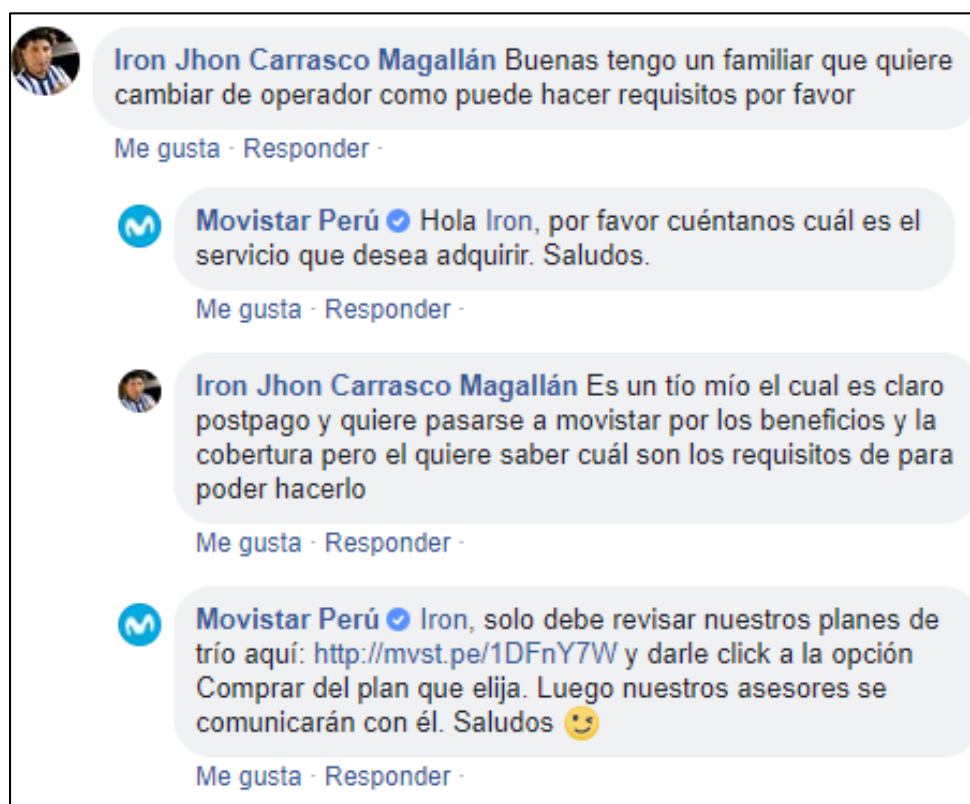 Iron Jhon Carrasco Magallán Buenas tengo un familiar que quiere
cambiar de operador como puede hacer requisitos por favor
Me gusta · Responder ·
Movistar Perú Hola Iron, por favor cuéntanos cuál es el
servicio que desea adquirir. Saludos.
Me gusta · Responder ·
Iron Jhon Carrasco Magallán Es un tío mío el cual es claro
postpago y quiere pasarse a movistar por los beneficios y la
cobertura pero el quiere saber cuál son los requisitos de para
poder hacerlo
Me gusta · Responder ·
Movistar Perú Iron, solo debe revisar nuestros planes de
trío aquí: http://mvst.pe/1DFnY7W y darle click a la opción
Comprar del plan que elija. Luego nuestros asesores se
comunicarán con él. Saludos 😉
Me gusta · Responder ·